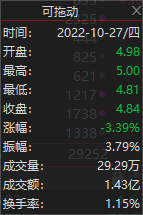 可拖动 ×
时间: 2022-10-27/四
开盘: 4.98
最高: 5.00
最低: 4.81
收盘: 4.84
涨幅: -3.39%
振幅: 3.79%
成交量: 29.29万
成交额: 1.43亿
换手率: 1.15%